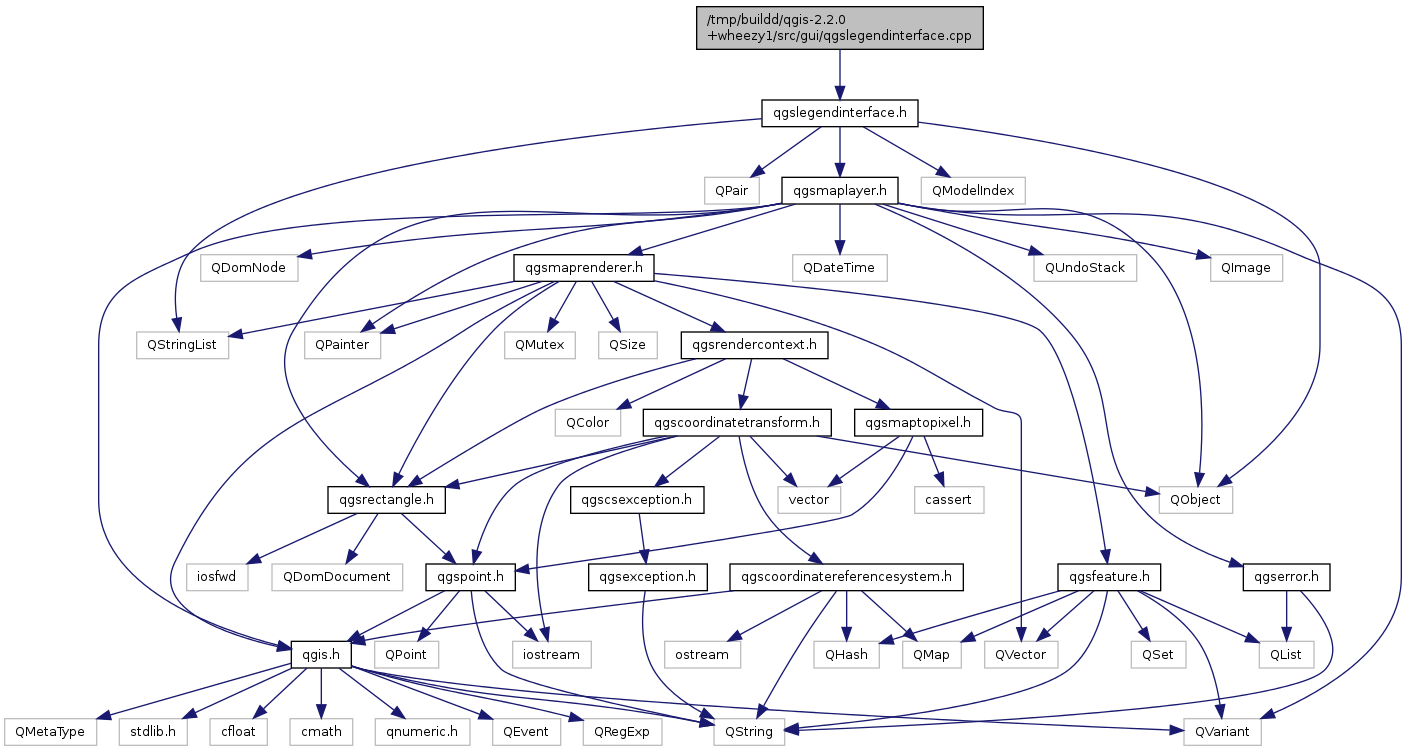 /tmp/buildd/qgis-2.2.0
+wheezy1/src/gui/qgslegendinterface.cpp
qgslegendinterface.h
QPair
qgsmaplayer.h
QModelIndex
QDomNode
qgsmaprenderer.h
QDateTime
QUndoStack
QImage
QStringList
QPainter
QMutex
QSize
qgsrendercontext.h
QColor
qgscoordinatetransform.h
qgsmaptopixel.h
qgsrectangle.h
qgscsexception.h
vector
cassert
QObject
iosfwd
QDomDocument
qgspoint.h
qgsexception.h
qgscoordinatereferencesystem.h
qgsfeature.h
qgserror.h
qgis.h
QPoint
iostream
ostream
QHash
QMap
QVector
QSet
QList
QMetaType
stdlib.h
cfloat
cmath
qnumeric.h
QEvent
QRegExp
QString
QVariant